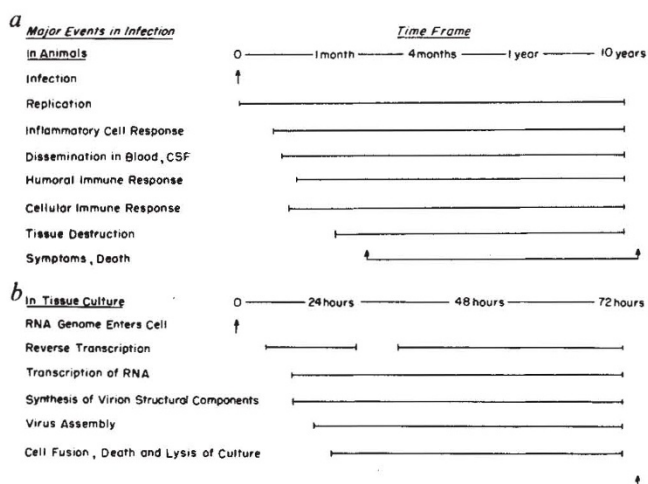 a
Major Events in Infection Time Frame
In Animals 0 1 month 4 months 1 year 10 years
Infection
Replication
Inflammatory Cell Response
Dissemination in Blood, CSF
Humoral Immune Response
Cellular Immune Response
Tissue Destruction
Symptoms, Death
b
In Tissue Culture 0 24 hours 48 hours 72 hours
RNA Genome Enters Cell
Reverse Transcription
Transcription of RNA
Synthesis of Virion Structural Components
Virus Assembly
Cell Fusion, Death and Lysis of Culture